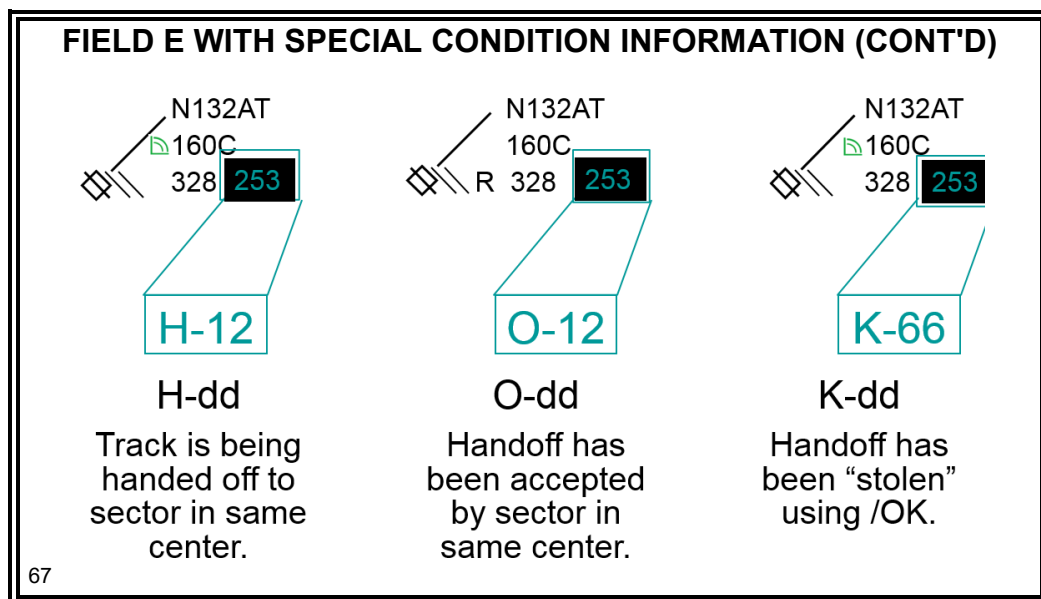 FIELD E WITH SPECIAL CONDITION INFORMATION (CONT'D)
N132AT
160C
328 253
H-12
H-dd
Track is being
handed off to
sector in same
center.
N132AT
160C
R 328 253
O-12
O-dd
Handoff has
been accepted
by sector in
same center.
N132AT
160C
328 253
K-66
K-dd
Handoff has
been “stolen”
using /OK.
67